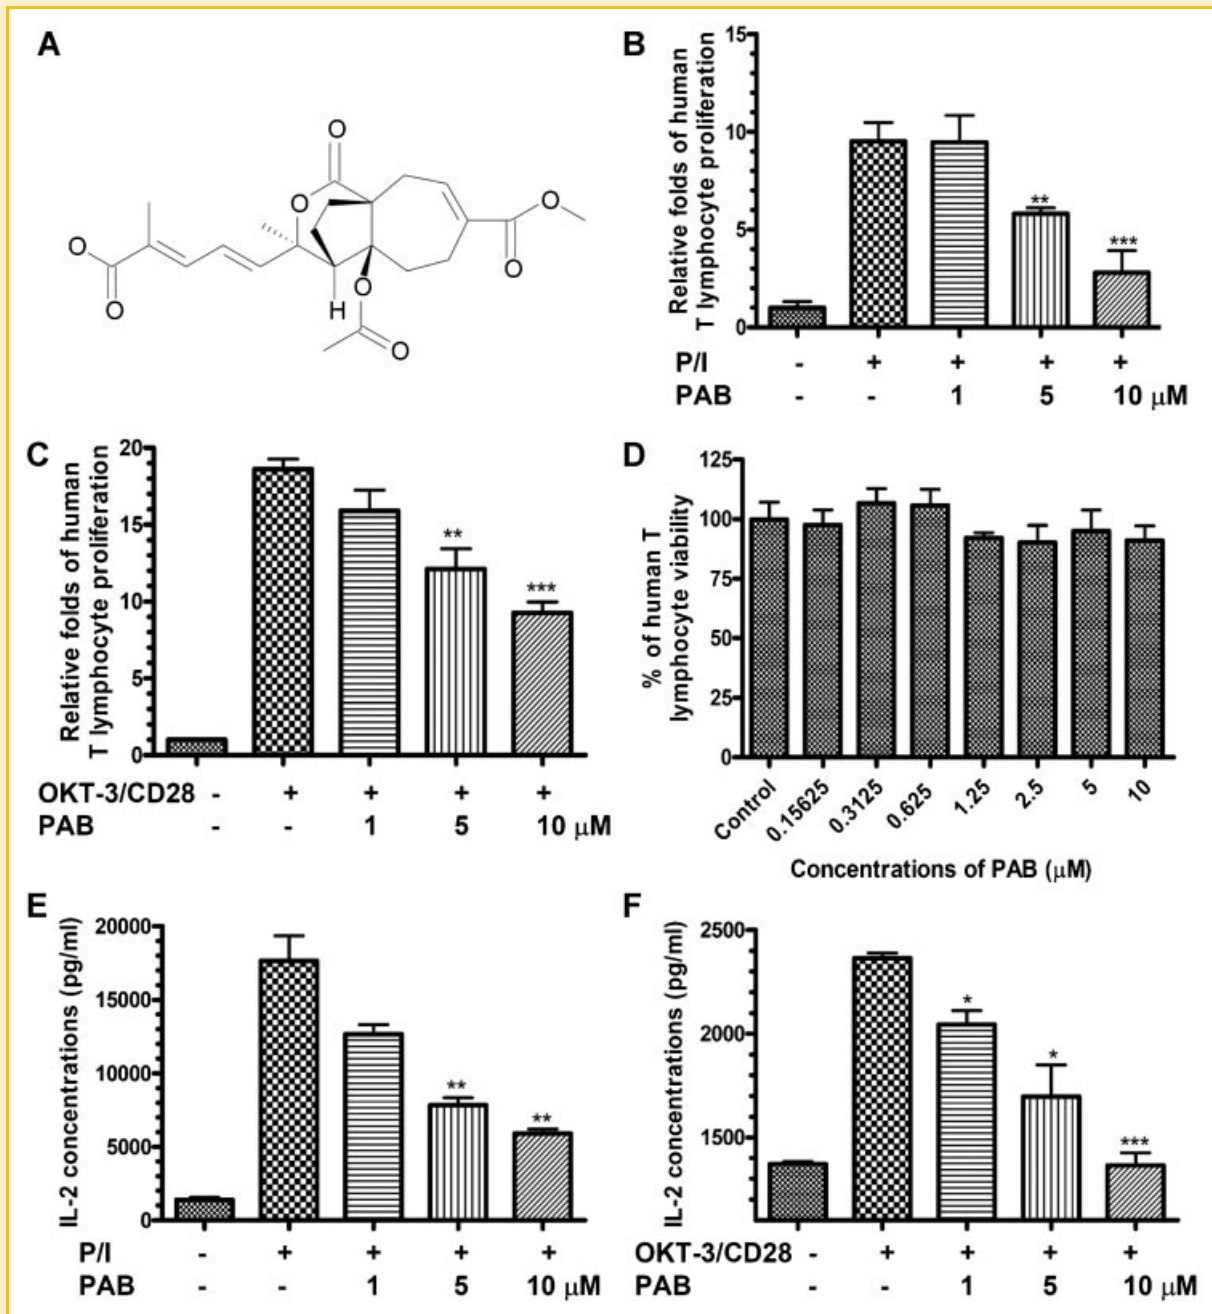 A
O
O
O
O
O
O
O
O
H
B
Relative folds of human
T lymphocyte proliferation
15
10
5
0
**
***
P/I - + + + +
PAB - - 1 5 10 μM
C
Relative folds of human
T lymphocyte proliferation
20
15
10
5
0
**
***
OKT-3/CD28 - + + + +
PAB - - 1 5 10 μM
D
% of human T
lymphocyte viability
125
100
75
50
25
0
Control 0.15625 0.3125 0.625 1.25 2.5 5 10
Concentrations of PAB (μM)
E
IL-2 concentrations (pg/ml)
20000
15000
10000
5000
0
**
**
P/I - + + + +
PAB - - 1 5 10 μM
F
IL-2 concentrations (pg/ml)
2500
2000
1500
*
*
***
OKT-3/CD28 - + + + +
PAB - - 1 5 10 μM